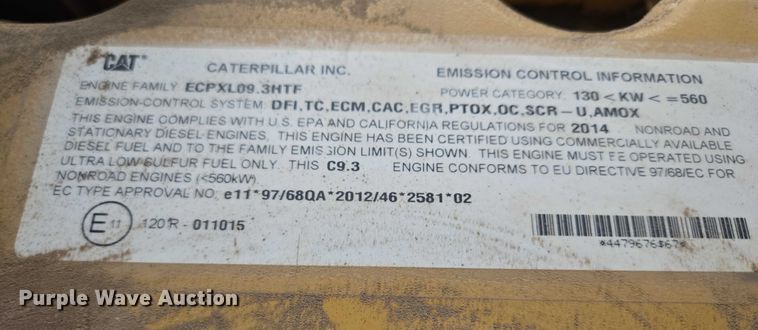 CAT CATERPILLAR INC. EMISSION CONTROL INFORMATION
ENGINE FAMILY ECPXL09.3HTF POWER CATEGORY: 130 < KW < =560
EMISSION-CONTROL SYSTEM: DFI,TC,ECM,CAC,EGR,PTOX,OC,SCR-U,AMOX
THIS ENGINE COMPLIES WITH U.S. EPA AND CALIFORNIA REGULATIONS FOR 2014 NONROAD AND
STATIONARY DIESEL ENGINES. THIS ENGINE HAS BEEN CERTIFIED USING COMMERCIALLY AVAILABLE
DIESEL FUEL AND TO THE FAMILY EMISSION LIMIT(S) SHOWN. THIS ENGINE MUST BE OPERATED USING
ULTRA LOW SULFUR FUEL ONLY. THIS C9.3 ENGINE CONFORMS TO EU DIRECTIVE 97/68/EC FOR
NONROAD ENGINES (<560kW)
EC TYPE APPROVAL NO. e11*97/68QA*2012/46*2581*02
E 11 120 R - 011015
Purple Wave Auction